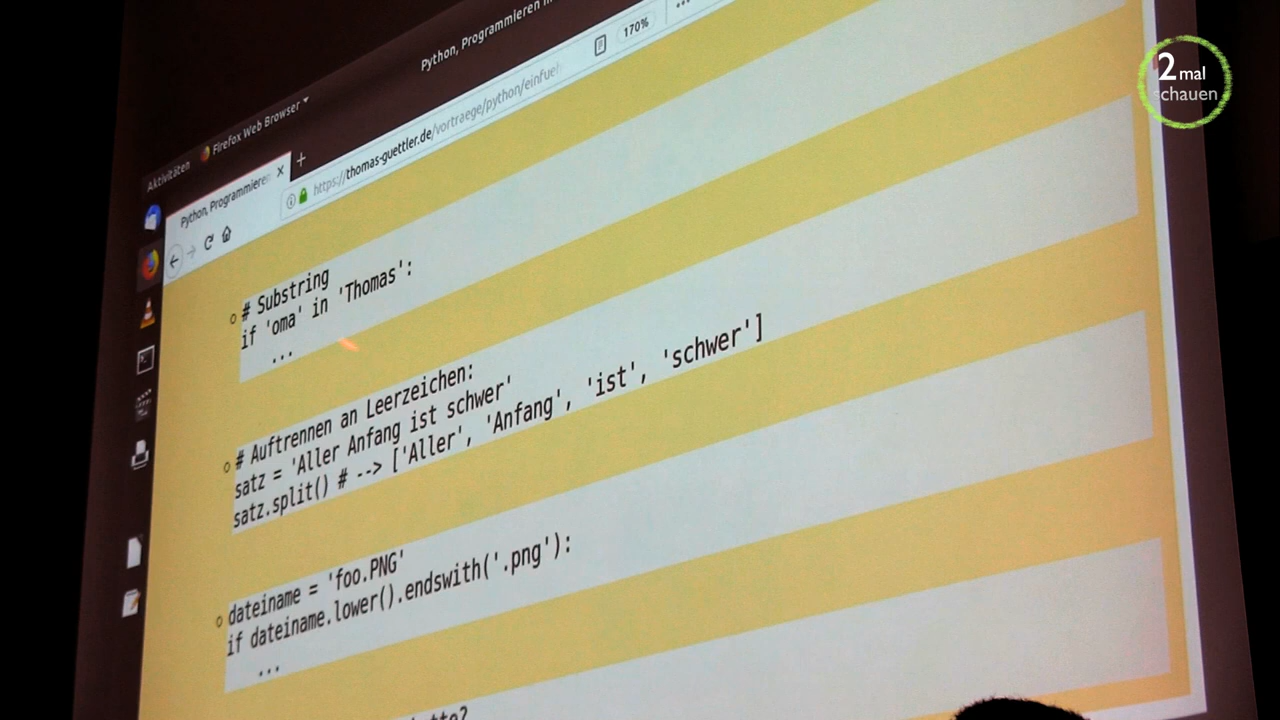 Python, Programmieren
170%
Aktivitäten Firefox Web Browser
Python, Programmieren
https://thomas-guettler.de/vortraege/python/einfue
# Substring
if 'oma' in 'Thomas':
...
# Auftrennen an Leerzeichen:
satz = 'Aller Anfang ist schwer'
satz.split() # --> ['Aller', 'Anfang', 'ist', 'schwer']
dateiname = 'foo.PNG'
if dateiname.lower().endswith('.png'):
...
2 mal
schauen